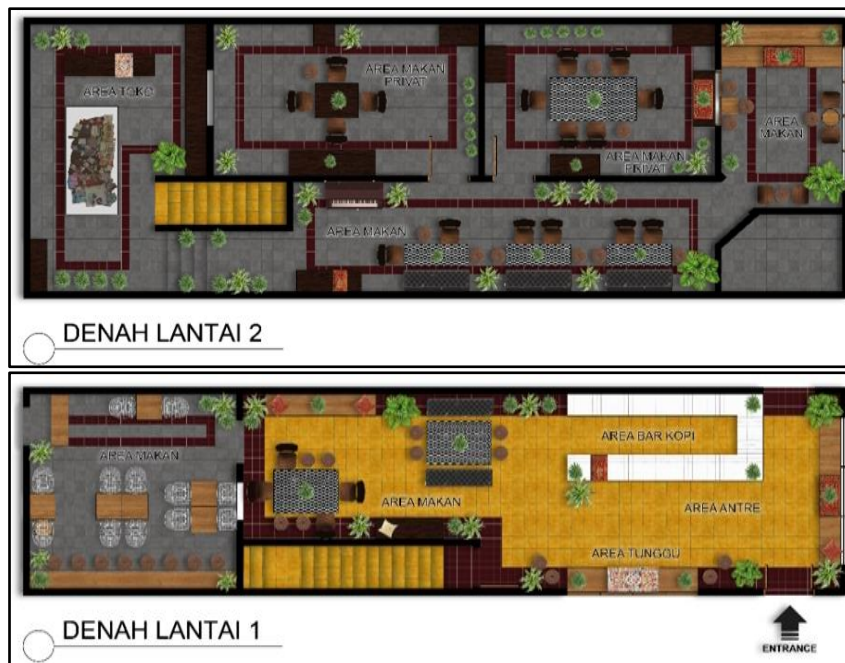 AREA TOKO
AREA MAKAN
PRIVAT
AREA MAKAN
PRIVAT
AREA
MAKAN
AREA MAKAN
DENAH LANTAI 2
AREA MAKAN
AREA MAKAN
AREA BAR KOPI
AREA ANTRE
AREA TUNGGU
DENAH LANTAI 1
ENTRANCE